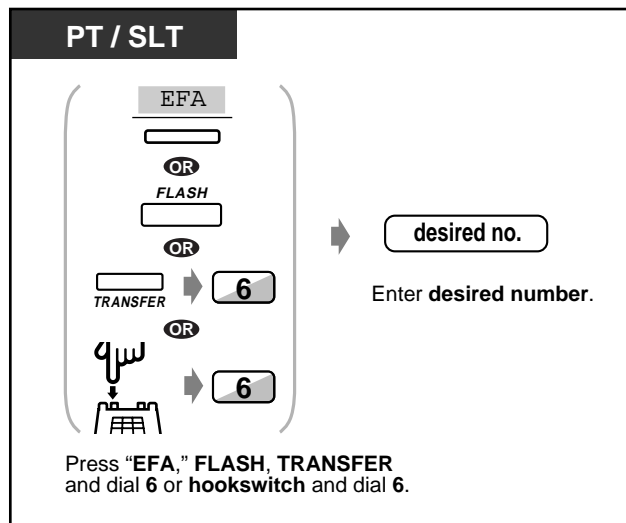 PT / SLT
EFA
OR
FLASH
OR
TRANSFER
6
OR
6
desired no.
Enter desired number.
Press “EFA,” FLASH, TRANSFER
and dial 6 or hookswitch and dial 6.